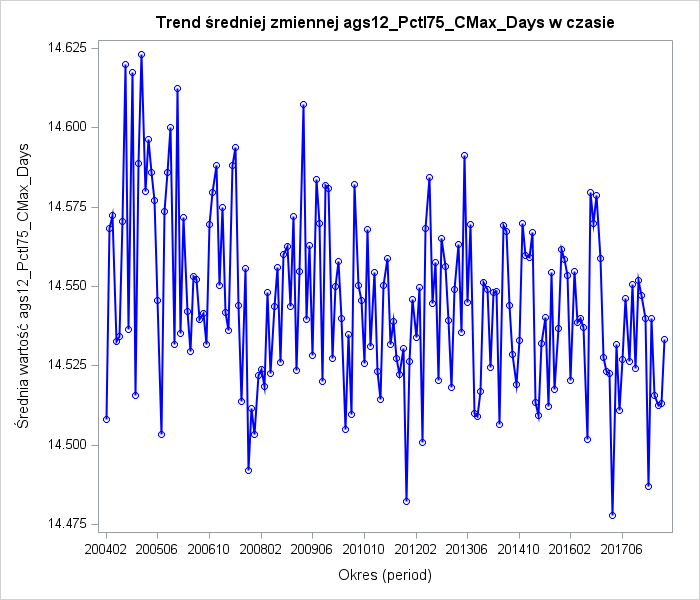 Trend średniej zmiennej ags12_Pctl75_CMax_Days w czasie
Średnia wartość ags12_Pctl75_CMax_Days
14.625
14.600
14.575
14.550
14.525
14.500
14.475
200402 200506 200610 200802 200906 201010 201202 201306 201410 201602 201706
Okres (period)